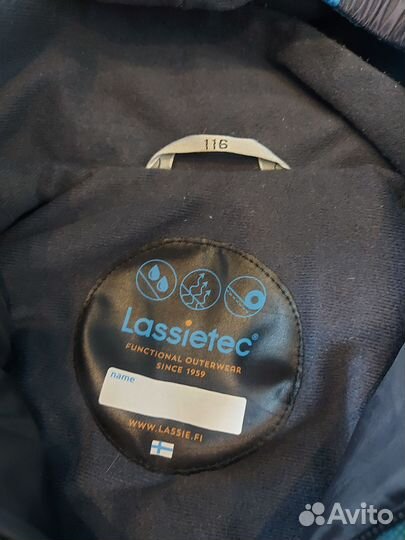 116
Lassietec®
FUNCTIONAL OUTERWEAR
SINCE 1959
name
WWW.LASSIE.FI
Avito